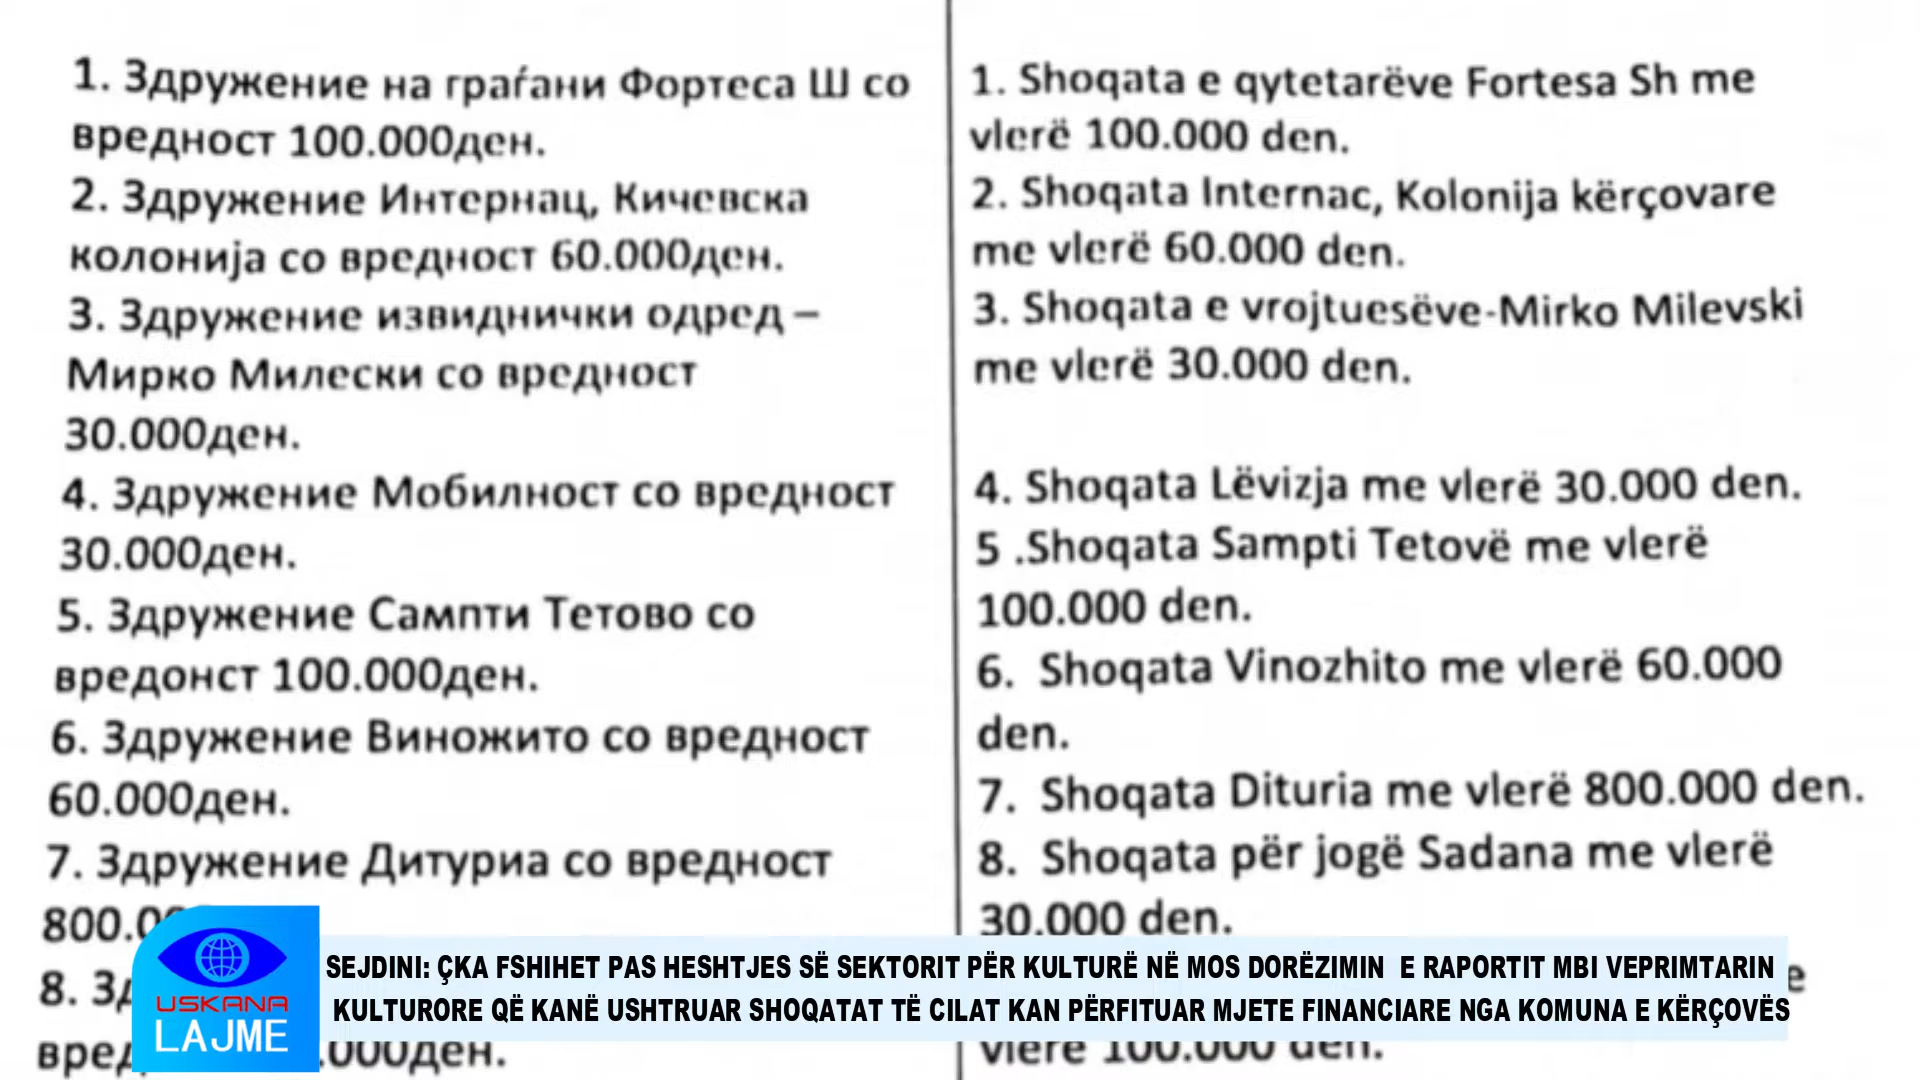 1. Здружение на граѓани Фортеса Ш со
вредност 100.000ден.
2. Здружение Интернац, Кичевска
колонија со вредност 60.000ден.
3. Здружение извиднички одред –
Мирко Милески со вредност
30.000ден.
4. Здружение Мобилност со вредност
30.000ден.
5. Здружение Сампти Тетово со
вредонст 100.000ден.
6. Здружение Виножито со вредност
60.000ден.
7. Здружение Дитуриа со вредност
8.
1. Shoqata e qytetarëve Fortesa Sh me
vlerë 100.000 den.
2. Shoqata Internac, Kolonija kërçovare
me vlerë 60.000 den.
3. Shoqata e vrojtuesëve-Mirko Milevski
me vlerë 30.000 den.
4. Shoqata Lëvizja me vlerë 30.000 den.
5 .Shoqata Sampti Tetovë me vlerë
100.000 den.
6. Shoqata Vinozhito me vlerë 60.000
den.
7. Shoqata Dituria me vlerë 800.000 den.
8. Shoqata për jogë Sadana me vlerë
30.000 den.
vlerë 100.000 den.
USKANA
LAJME
SEJDINI: ÇKA FSHIHET PAS HESHTJES SË SEKTORIT PËR KULTURË NË MOS DORËZIMIN E RAPORTIT MBI VEPRIMTARIN
KULTURORE QË KANË USHTRUAR SHOQATAT TË CILAT KAN PËRFITUAR MJETE FINANCIARE NGA KOMUNA E KËRÇOVËS